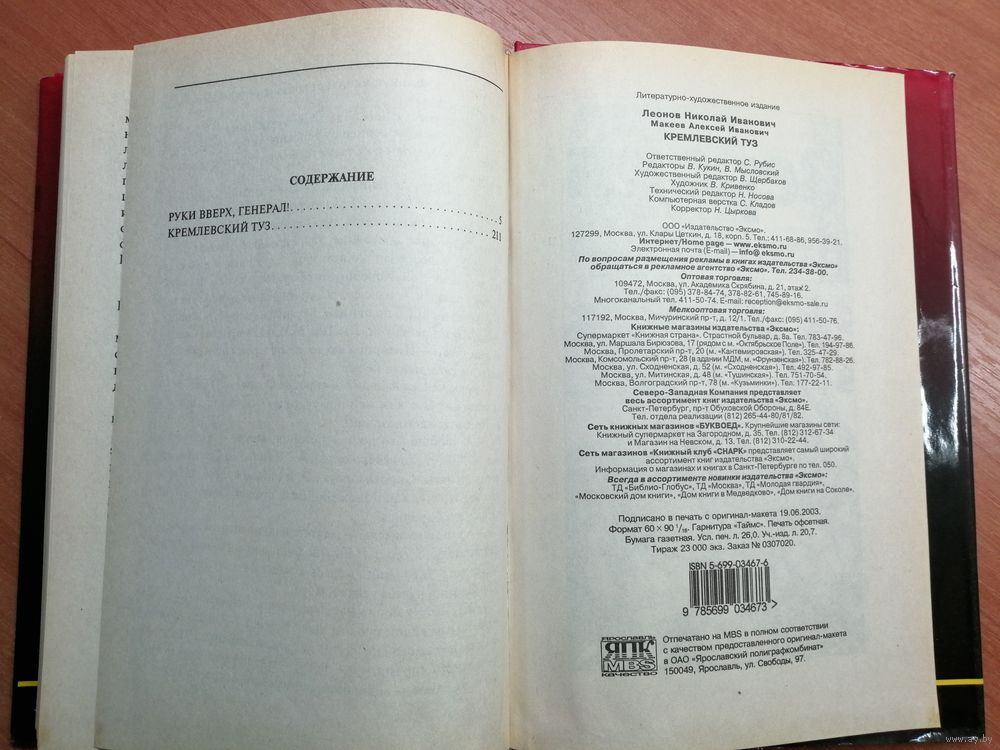 СОДЕРЖАНИЕ
РУКИ ВВЕРХ, ГЕНЕРАЛ!. . . . . . . . . . . . . . . . . . . . . . . . . . 5
КРЕМЛЕВСКИЙ ТУЗ. . . . . . . . . . . . . . . . . . . . . . . . . . . 211
Литературно-художественное издание
Леонов Николай Иванович
Макеев Алексей Иванович
КРЕМЛЕВСКИЙ ТУЗ
Ответственный редактор С. Рубис
Редакторы В. Кукин, В. Мысловский
Художественный редактор В. Щербаков
Художник В. Кривенко
Технический редактор Н. Носова
Компьютерная верстка С. Кладов
Корректор Н. Цыркова
ООО «Издательство «Эксмо».
127299, Москва, ул. Клары Цеткин, д. 18, корп. 5. Тел.: 411-68-86, 956-39-21.
Интернет/Home page — www.eksmo.ru
Электронная почта (E-mail) — info@ eksmo.ru
По вопросам размещения рекламы в книгах издательства «Эксмо»
обращаться в рекламное агентство «Эксмо». Тел. 234-38-00.
Оптовая торговля:
109472, Москва, ул. Академика Скрябина, д. 21, этаж 2.
Тел./факс: (095) 378-84-74, 378-82-61, 745-89-16.
Многоканальный тел. 411-50-74. E-mail: reception@eksmo-sale.ru
Мелкооптовая торговля:
117192, Москва, Мичуринский пр-т, д. 12/1. Тел./факс: (095) 411-50-76.
Книжные магазины издательства «Эксмо»:
Супермаркет «Книжная страна». Страстной бульвар, д. 8а. Тел. 783-47-96.
Москва, ул. Маршала Бирюзова, 17 (рядом с м. «Октябрьское Поле»). Тел. 194-97-86.
Москва, Пролетарский пр-т, 20 (м. «Кантемировская»). Тел. 325-47-29.
Москва, Комсомольский пр-т, 28 (в здании МДМ, м. «Фрунзенская»). Тел. 782-88-26.
Москва, ул. Сходненская, д. 52 (м. «Сходненская»). Тел. 492-97-85.
Москва, ул. Митинская, д. 48 (м. «Тушинская»). Тел. 751-70-54.
Москва, Волгоградский пр-т, 78 (м. «Кузьминки»). Тел. 177-22-11.
Северо-Западная Компания представляет
весь ассортимент книг издательства «Эксмо».
Санкт-Петербург, пр-т Обуховской Обороны, д. 84Е.
Тел. отдела реализации (812) 265-44-80/81/82.
Сеть книжных магазинов «БУКВОЕД». Крупнейшие магазины сети:
Книжный супермаркет на Загородном, д. 35. Тел. (812) 312-67-34
и Магазин на Невском, д. 13. Тел. (812) 310-22-44.
Сеть магазинов «Книжный клуб «СНАРК» представляет самый широкий
ассортимент книг издательства «Эксмо».
Информация о магазинах и книгах в Санкт-Петербурге по тел. 050.
Всегда в ассортименте новинки издательства «Эксмо»:
ТД «Библио-Глобус», ТД «Москва», ТД «Молодая гвардия»,
«Московский дом книги», «Дом книги в Медведково», «Дом книги на Соколе».
Подписано в печать с оригинал-макета 19.06.2003.
Формат 60 × 90 1/16. Гарнитура «Таймс». Печать офсетная.
Бумага газетная. Усл. печ. л. 26,0. Уч.-изд. л. 20,7.
Тираж 23 000 экз. Заказ № 0307020.
ISBN 5-699-03467-6
9 785699 034673 >
ЯРОСЛАВЛЬ
ЯПК
MBS
КАЧЕСТВО
Отпечатано на MBS в полном соответствии
с качеством предоставленного оригинал-макета
в ОАО «Ярославский полиграфкомбинат»
150049, Ярославль, ул. Свободы, 97.
www.ay.by